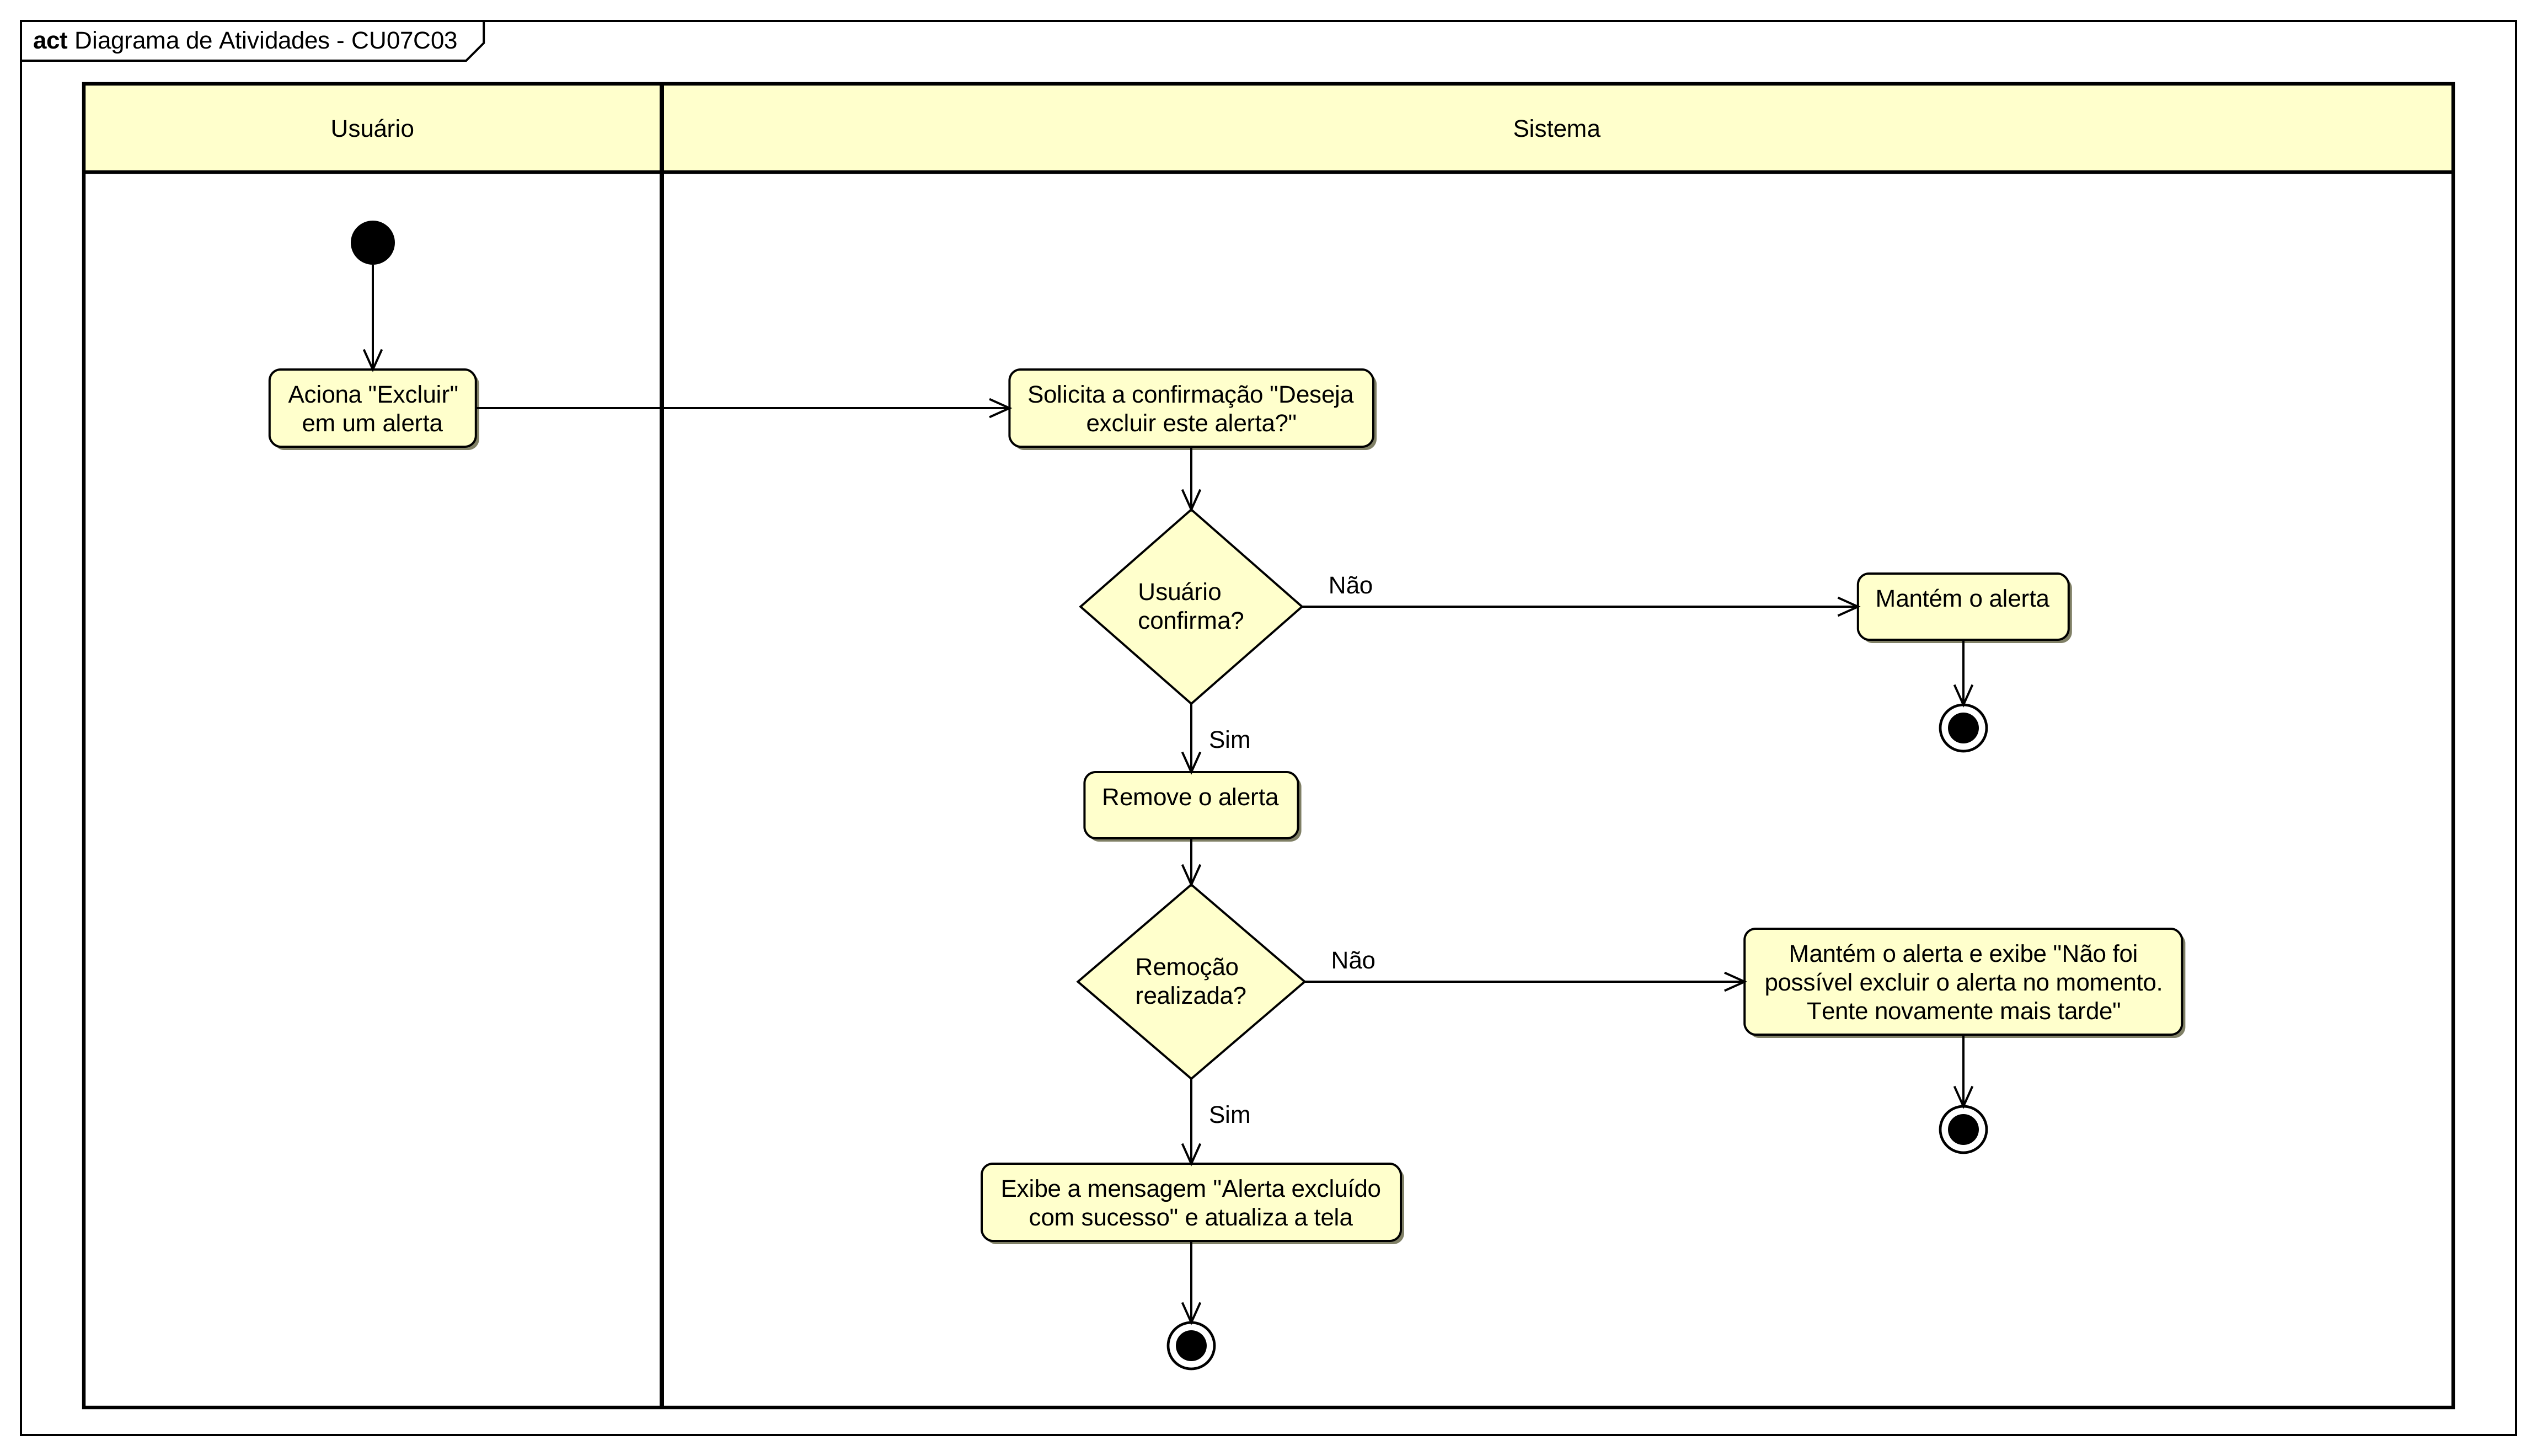 act Diagrama de Atividades - CU07C03
Usuário
Sistema
Aciona "Excluir"
em um alerta
Solicita a confirmação "Deseja
excluir este alerta?"
Usuário
confirma?
Não
Mantém o alerta
Sim
Remove o alerta
Remoção
realizada?
Não
Mantém o alerta e exibe "Não foi
possível excluir o alerta no momento.
Tente novamente mais tarde"
Sim
Exibe a mensagem "Alerta excluído
com sucesso" e atualiza a tela